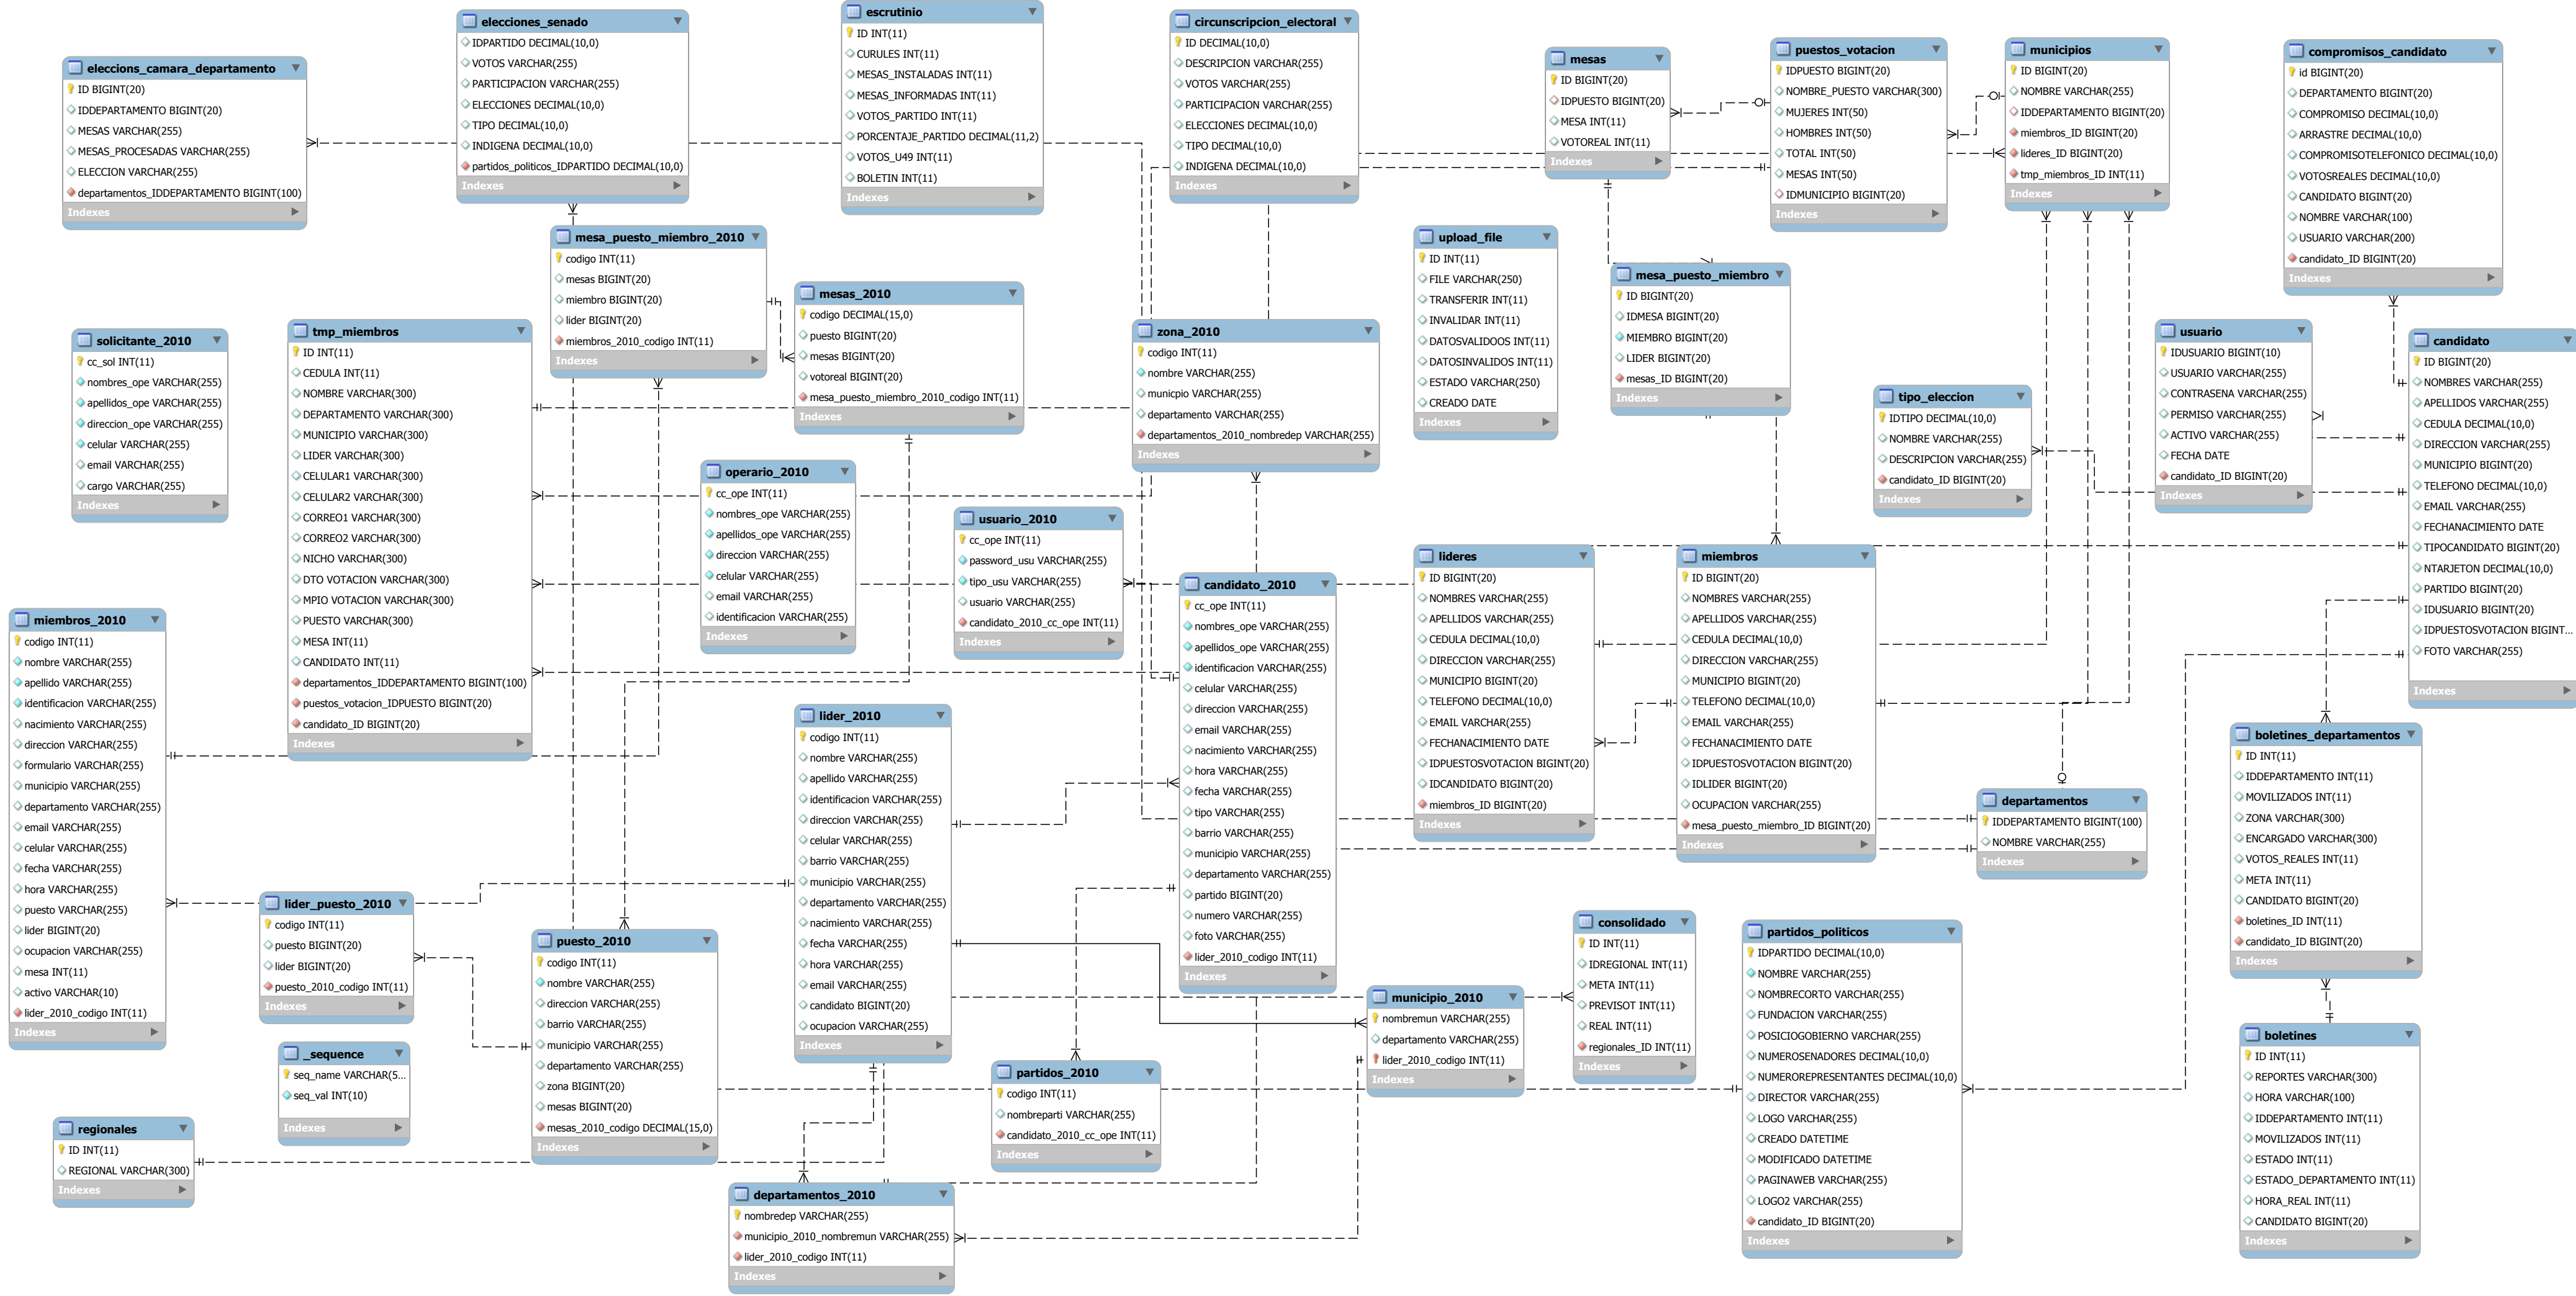 eleccions_camara_departamento
ID BIGINT(20)
IDDEPARTAMENTO BIGINT(20)
MESAS VARCHAR(255)
MESAS_PROCESADAS VARCHAR(255)
ELECCION VARCHAR(255)
departamentos_IDDEPARTAMENTO BIGINT(100)
Indexes
elecciones_senado
IDPARTIDO DECIMAL(10,0)
VOTOS VARCHAR(255)
PARTICIPACION VARCHAR(255)
ELECCIONES DECIMAL(10,0)
TIPO DECIMAL(10,0)
INDIGENA DECIMAL(10,0)
partidos_politicos_IDPARTIDO DECIMAL(10,0)
Indexes
escrutinio
ID INT(11)
CURULES INT(11)
MESAS_INSTALADAS INT(11)
MESAS_INFORMADAS INT(11)
VOTOS_PARTIDO INT(11)
PORCENTAJE_PARTIDO DECIMAL(11,2)
VOTOS_U49 INT(11)
BOLETIN INT(11)
Indexes
circunscripcion_electoral
ID DECIMAL(10,0)
DESCRIPCION VARCHAR(255)
VOTOS VARCHAR(255)
PARTICIPACION VARCHAR(255)
ELECCIONES DECIMAL(10,0)
TIPO DECIMAL(10,0)
INDIGENA DECIMAL(10,0)
Indexes
mesas
ID BIGINT(20)
IDPUESTO BIGINT(20)
MESA INT(11)
VOTOREAL INT(11)
Indexes
puestos_votacion
IDPUESTO BIGINT(20)
NOMBRE_PUESTO VARCHAR(300)
MUJERES INT(50)
HOMBRES INT(50)
TOTAL INT(50)
MESAS INT(50)
IDMUNICIPIO BIGINT(20)
Indexes
municipios
ID BIGINT(20)
NOMBRE VARCHAR(255)
IDDEPARTAMENTO BIGINT(20)
miembros_ID BIGINT(20)
lideres_ID BIGINT(20)
tmp_miembros_ID INT(11)
Indexes
compromisos_candidato
id BIGINT(20)
DEPARTAMENTO BIGINT(20)
COMPROMISO DECIMAL(10,0)
ARRASTRE DECIMAL(10,0)
COMPROMISOTELEFONICO DECIMAL(10,0)
VOTOSREALES DECIMAL(10,0)
CANDIDATO BIGINT(20)
NOMBRE VARCHAR(100)
USUARIO VARCHAR(200)
candidato_ID BIGINT(20)
Indexes
mesa_puesto_miembro_2010
codigo INT(11)
mesas BIGINT(20)
miembro BIGINT(20)
lider BIGINT(20)
miembros_2010_codigo INT(11)
Indexes
mesas_2010
codigo DECIMAL(15,0)
puesto BIGINT(20)
mesas BIGINT(20)
votoreal BIGINT(20)
mesa_puesto_miembro_2010_codigo INT(11)
Indexes
upload_file
ID INT(11)
FILE VARCHAR(250)
TRANSFERIR INT(11)
INVALIDAR INT(11)
DATOSVALIDOOS INT(11)
DATOSINVALIDOS INT(11)
ESTADO VARCHAR(250)
CREADO DATE
Indexes
mesa_puesto_miembro
ID BIGINT(20)
IDMESA BIGINT(20)
MIEMBRO BIGINT(20)
LIDER BIGINT(20)
mesas_ID BIGINT(20)
Indexes
solicitante_2010
cc_sol INT(11)
nombres_ope VARCHAR(255)
apellidos_ope VARCHAR(255)
direccion_ope VARCHAR(255)
celular VARCHAR(255)
email VARCHAR(255)
cargo VARCHAR(255)
Indexes
tmp_miembros
ID INT(11)
CEDULA INT(11)
NOMBRE VARCHAR(300)
DEPARTAMENTO VARCHAR(300)
MUNICIPIO VARCHAR(300)
LIDER VARCHAR(300)
CELULAR1 VARCHAR(300)
CELULAR2 VARCHAR(300)
CORREO1 VARCHAR(300)
CORREO2 VARCHAR(300)
NICHO VARCHAR(300)
DTO VOTACION VARCHAR(300)
MPIO VOTACION VARCHAR(300)
PUESTO VARCHAR(300)
MESA INT(11)
CANDIDATO INT(11)
departamentos_IDDEPARTAMENTO BIGINT(100)
puestos_votacion_IDPUESTO BIGINT(20)
candidato_ID BIGINT(20)
Indexes
zona_2010
codigo INT(11)
nombre VARCHAR(255)
municpio VARCHAR(255)
departamento VARCHAR(255)
departamentos_2010_nombredep VARCHAR(255)
Indexes
usuario
IDUSUARIO BIGINT(10)
USUARIO VARCHAR(255)
CONTRASENA VARCHAR(255)
PERMISO VARCHAR(255)
ACTIVO VARCHAR(255)
FECHA DATE
candidato_ID BIGINT(20)
Indexes
candidato
ID BIGINT(20)
NOMBRES VARCHAR(255)
APELLIDOS VARCHAR(255)
CEDULA DECIMAL(10,0)
DIRECCION VARCHAR(255)
MUNICIPIO BIGINT(20)
TELEFONO DECIMAL(10,0)
EMAIL VARCHAR(255)
FECHANACIMIENTO DATE
TIPOCANDIDATO BIGINT(20)
NTARJETON DECIMAL(10,0)
PARTIDO BIGINT(20)
IDUSUARIO BIGINT(20)
IDPUESTOSVOTACION BIGINT...
FOTO VARCHAR(255)
Indexes
tipo_eleccion
IDTIPO DECIMAL(10,0)
NOMBRE VARCHAR(255)
DESCRIPCION VARCHAR(255)
candidato_ID BIGINT(20)
Indexes
operario_2010
cc_ope INT(11)
nombres_ope VARCHAR(255)
apellidos_ope VARCHAR(255)
direccion VARCHAR(255)
celular VARCHAR(255)
email VARCHAR(255)
identificacion VARCHAR(255)
Indexes
usuario_2010
cc_ope INT(11)
password_usu VARCHAR(255)
tipo_usu VARCHAR(255)
usuario VARCHAR(255)
candidato_2010_cc_ope INT(11)
Indexes
candidato_2010
cc_ope INT(11)
nombres_ope VARCHAR(255)
apellidos_ope VARCHAR(255)
identificacion VARCHAR(255)
celular VARCHAR(255)
direccion VARCHAR(255)
email VARCHAR(255)
nacimiento VARCHAR(255)
hora VARCHAR(255)
fecha VARCHAR(255)
tipo VARCHAR(255)
barrio VARCHAR(255)
municipio VARCHAR(255)
departamento VARCHAR(255)
partido BIGINT(20)
numero VARCHAR(255)
foto VARCHAR(255)
lider_2010_codigo INT(11)
Indexes
lideres
ID BIGINT(20)
NOMBRES VARCHAR(255)
APELLIDOS VARCHAR(255)
CEDULA DECIMAL(10,0)
DIRECCION VARCHAR(255)
MUNICIPIO BIGINT(20)
TELEFONO DECIMAL(10,0)
EMAIL VARCHAR(255)
FECHANACIMIENTO DATE
IDPUESTOSVOTACION BIGINT(20)
IDCANDIDATO BIGINT(20)
miembros_ID BIGINT(20)
Indexes
miembros
ID BIGINT(20)
NOMBRES VARCHAR(255)
APELLIDOS VARCHAR(255)
CEDULA DECIMAL(10,0)
DIRECCION VARCHAR(255)
MUNICIPIO BIGINT(20)
TELEFONO DECIMAL(10,0)
EMAIL VARCHAR(255)
FECHANACIMIENTO DATE
IDPUESTOSVOTACION BIGINT(20)
IDLIDER BIGINT(20)
OCUPACION VARCHAR(255)
mesa_puesto_miembro_ID BIGINT(20)
Indexes
miembros_2010
codigo INT(11)
nombre VARCHAR(255)
apellido VARCHAR(255)
identificacion VARCHAR(255)
nacimiento VARCHAR(255)
direccion VARCHAR(255)
formulario VARCHAR(255)
municipio VARCHAR(255)
departamento VARCHAR(255)
email VARCHAR(255)
celular VARCHAR(255)
fecha VARCHAR(255)
hora VARCHAR(255)
puesto VARCHAR(255)
lider BIGINT(20)
ocupacion VARCHAR(255)
mesa INT(11)
activo VARCHAR(10)
lider_2010_codigo INT(11)
Indexes
lider_2010
codigo INT(11)
nombre VARCHAR(255)
apellido VARCHAR(255)
identificacion VARCHAR(255)
direccion VARCHAR(255)
celular VARCHAR(255)
barrio VARCHAR(255)
municipio VARCHAR(255)
departamento VARCHAR(255)
nacimiento VARCHAR(255)
fecha VARCHAR(255)
hora VARCHAR(255)
email VARCHAR(255)
candidato BIGINT(20)
ocupacion VARCHAR(255)
Indexes
departamentos
IDDEPARTAMENTO BIGINT(100)
NOMBRE VARCHAR(255)
Indexes
boletines_departamentos
ID INT(11)
IDDEPARTAMENTO INT(11)
MOVILIZADOS INT(11)
ZONA VARCHAR(300)
ENCARGADO VARCHAR(300)
VOTOS_REALES INT(11)
META INT(11)
CANDIDATO BIGINT(20)
boletines_ID INT(11)
candidato_ID BIGINT(20)
Indexes
lider_puesto_2010
codigo INT(11)
puesto BIGINT(20)
lider BIGINT(20)
puesto_2010_codigo INT(11)
Indexes
puesto_2010
codigo INT(11)
nombre VARCHAR(255)
direccion VARCHAR(255)
barrio VARCHAR(255)
municipio VARCHAR(255)
departamento VARCHAR(255)
zona BIGINT(20)
mesas BIGINT(20)
mesas_2010_codigo DECIMAL(15,0)
Indexes
consolidado
ID INT(11)
IDREGIONAL INT(11)
META INT(11)
PREVISOT INT(11)
REAL INT(11)
regionales_ID INT(11)
Indexes
partidos_politicos
IDPARTIDO DECIMAL(10,0)
NOMBRE VARCHAR(255)
NOMBRECORTO VARCHAR(255)
FUNDACION VARCHAR(255)
POSICIOGOBIERNO VARCHAR(255)
NUMEROSENADORES DECIMAL(10,0)
NUMEROREPRESENTANTES DECIMAL(10,0)
DIRECTOR VARCHAR(255)
LOGO VARCHAR(255)
CREADO DATETIME
MODIFICADO DATETIME
PAGINAWEB VARCHAR(255)
LOGO2 VARCHAR(255)
candidato_ID BIGINT(20)
Indexes
municipio_2010
nombremun VARCHAR(255)
departamento VARCHAR(255)
lider_2010_codigo INT(11)
Indexes
boletines
ID INT(11)
REPORTES VARCHAR(300)
HORA VARCHAR(100)
IDDEPARTAMENTO INT(11)
MOVILIZADOS INT(11)
ESTADO INT(11)
ESTADO_DEPARTAMENTO INT(11)
HORA_REAL INT(11)
CANDIDATO BIGINT(20)
Indexes
_sequence
seq_name VARCHAR(5...
seq_val INT(10)
Indexes
partidos_2010
codigo INT(11)
nombreparti VARCHAR(255)
candidato_2010_cc_ope INT(11)
Indexes
regionales
ID INT(11)
REGIONAL VARCHAR(300)
Indexes
departamentos_2010
nombredep VARCHAR(255)
municipio_2010_nombremun VARCHAR(255)
lider_2010_codigo INT(11)
Indexes